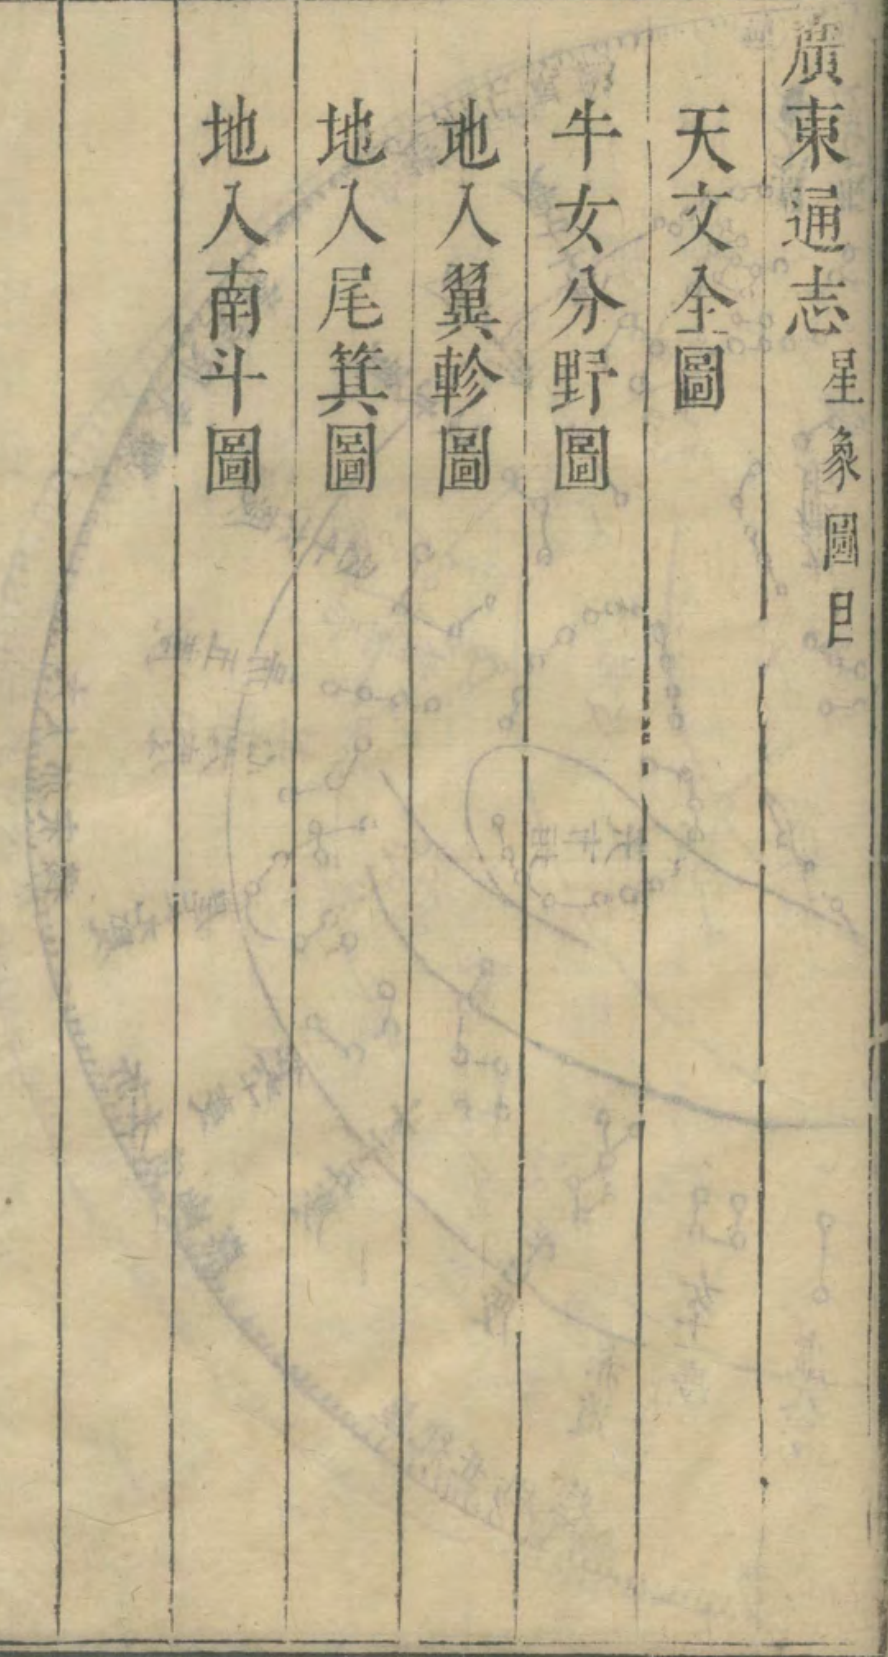 廣東通志星象圖目
天文全圖
牛女分野圖
地入翼軫圖
地入尾箕圖
地入南斗圖